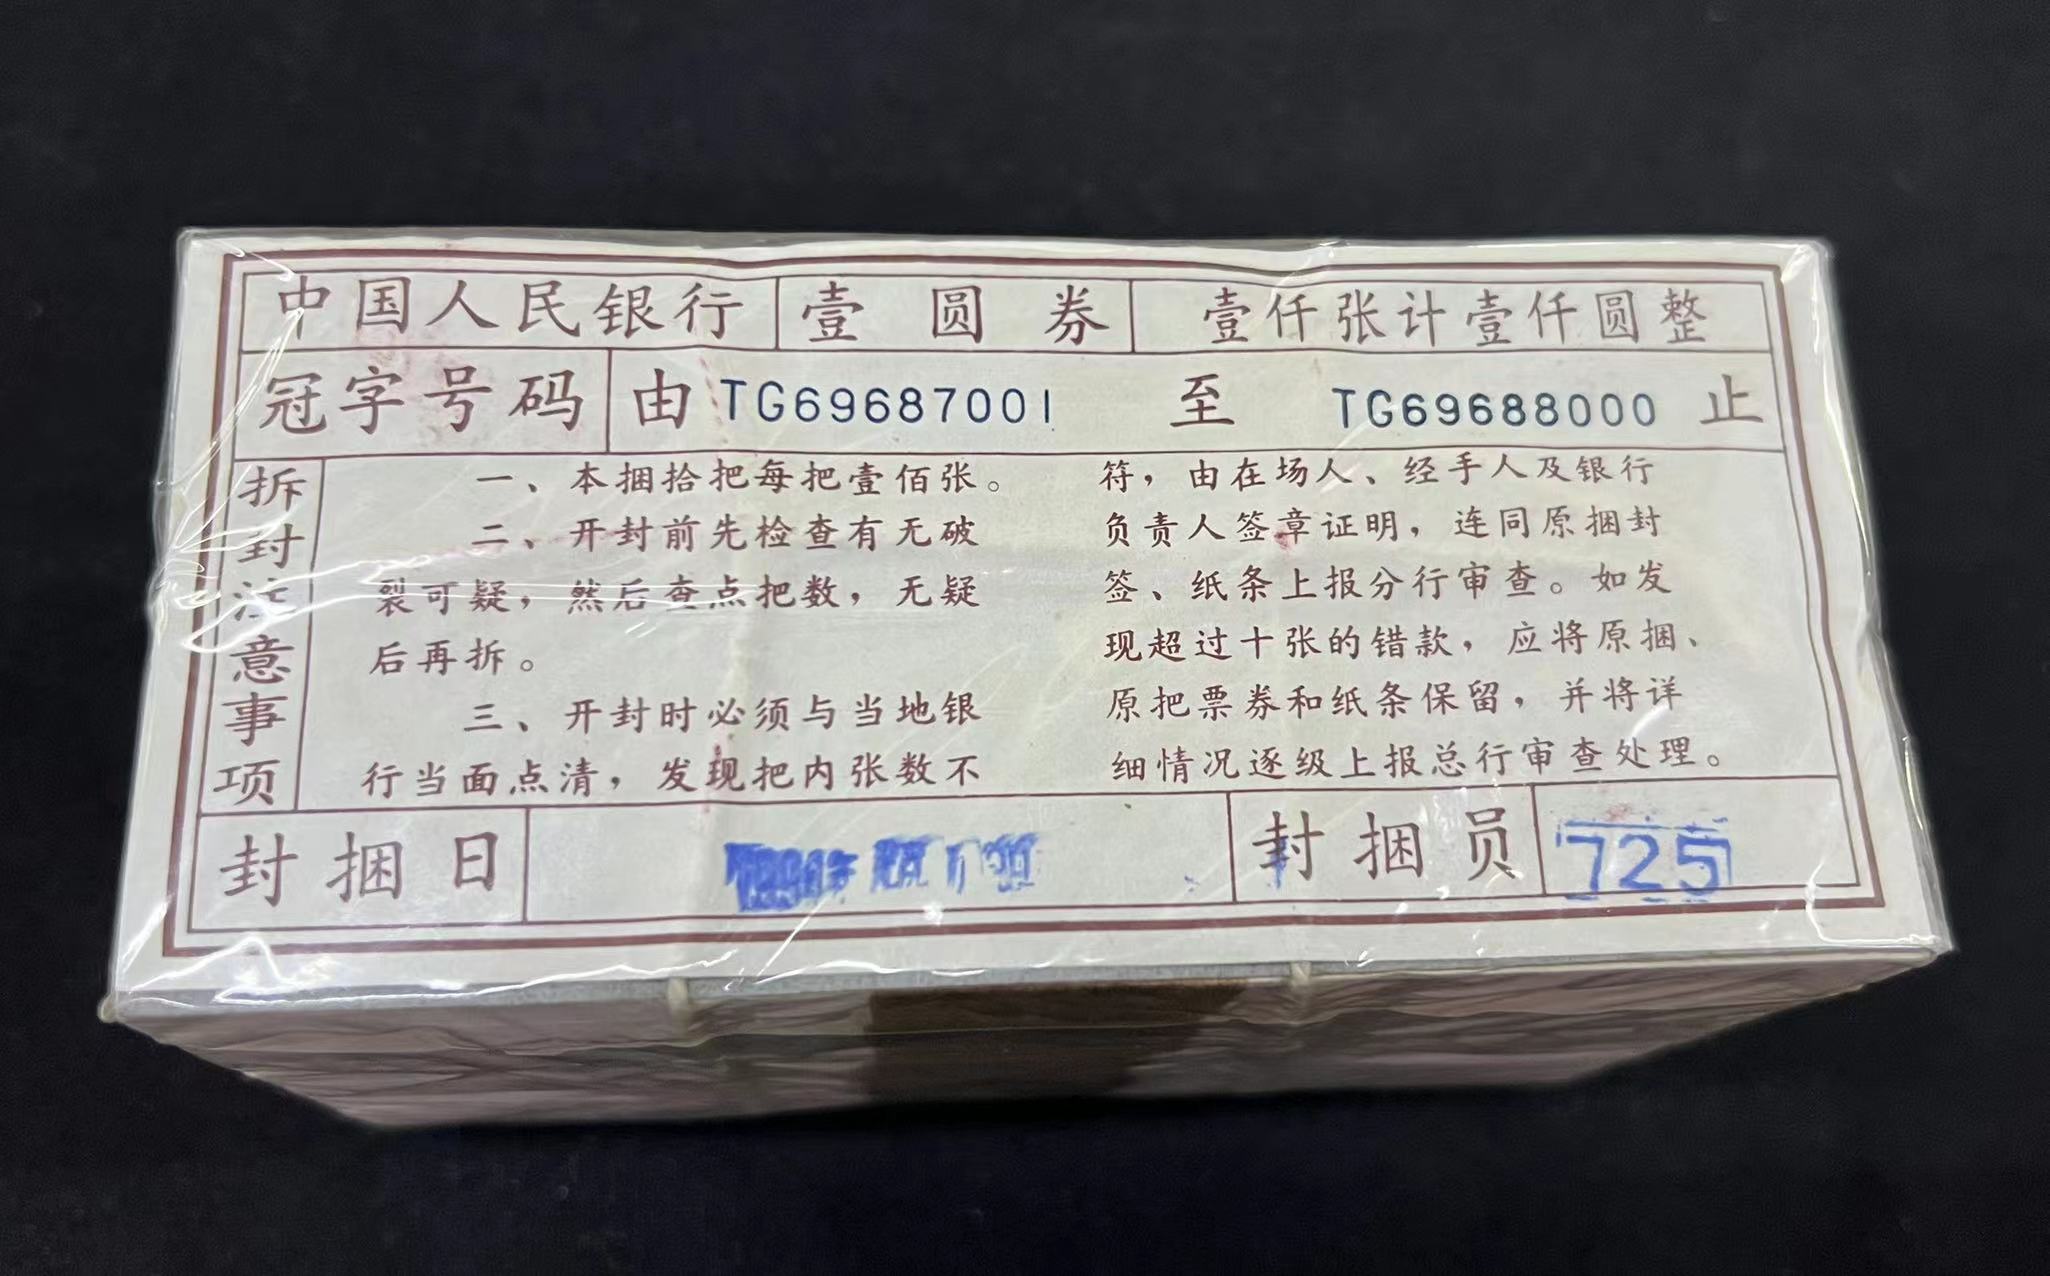 中国人民银行 壹圆券 壹仟张计壹仟圆整
冠字号码 由 TG69687001 至 TG69688000 止
拆封注意事项
一、本捆拾把每把壹佰张。
二、开封前先检查有无破
裂可疑，然后查点把数，无疑
后再拆。
三、开封时必须与当地银
行当面点清，发现把内张数不
符，由在场人、经手人及银行
负责人签章证明，连同原捆封
签、纸条上报分行审查。如发
现超过十张的错款，应将原捆、
原把票券和纸条保留，并将详
细情况逐级上报总行审查处理。
封捆日
封捆员 725